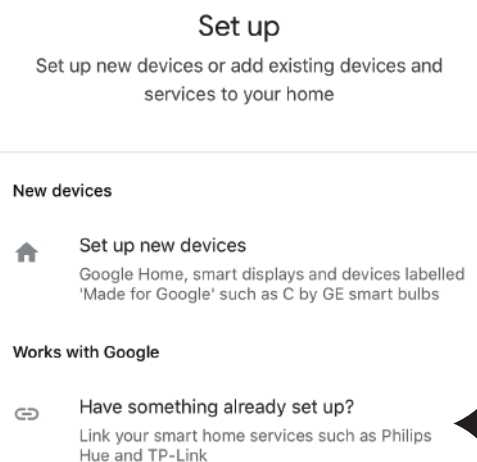 Set up
Set up new devices or add existing devices and
services to your home
New devices
Set up new devices
Google Home, smart displays and devices labelled
'Made for Google' such as C by GE smart bulbs
Works with Google
Have something already set up?
Link your smart home services such as Philips
Hue and TP-Link